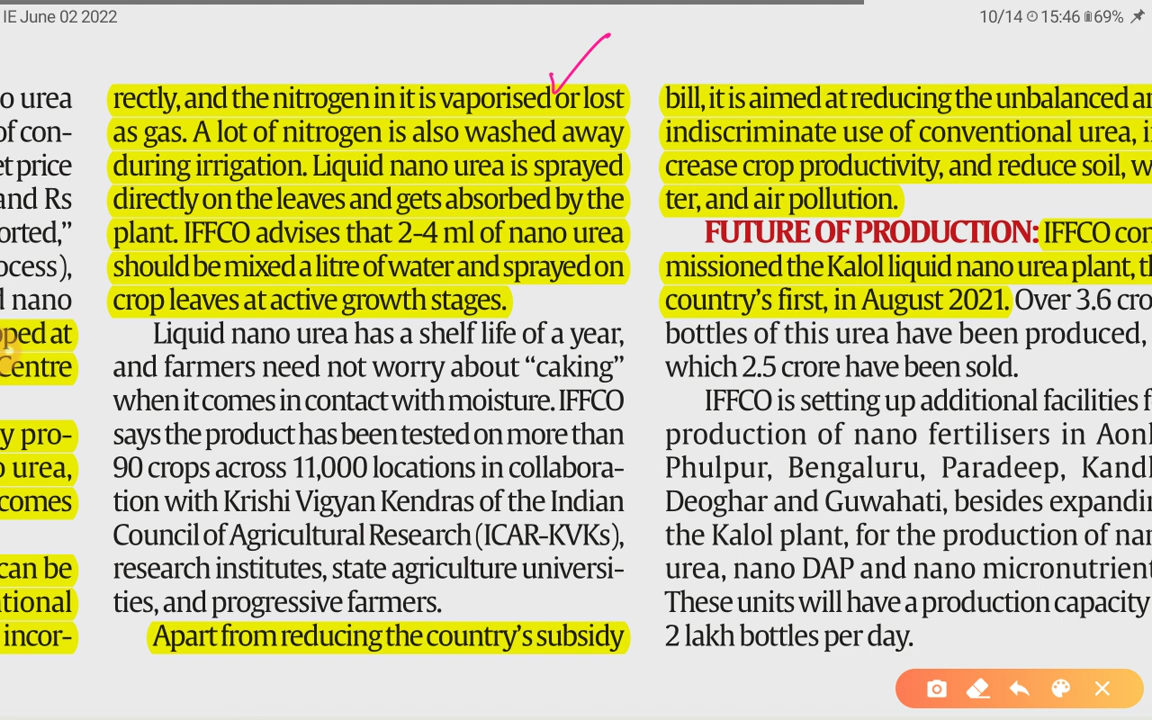 IE June 02 2022
10/14 15:46 69%
o urea
of con-
et price
and Rs
orted,”
ocess),
d nano
ped at
Centre
y pro-
o urea,
comes
can be
tional
incor-
rectly, and the nitrogen in it is vaporised or lost
as gas. A lot of nitrogen is also washed away
during irrigation. Liquid nano urea is sprayed
directly on the leaves and gets absorbed by the
plant. IFFCO advises that 2-4 ml of nano urea
should be mixed a litre of water and sprayed on
crop leaves at active growth stages.
Liquid nano urea has a shelf life of a year,
and farmers need not worry about “caking”
when it comes in contact with moisture. IFFCO
says the product has been tested on more than
90 crops across 11,000 locations in collabora-
tion with Krishi Vigyan Kendras of the Indian
Council of Agricultural Research (ICAR-KVKs),
research institutes, state agriculture universi-
ties, and progressive farmers.
Apart from reducing the country’s subsidy
bill, it is aimed at reducing the unbalanced a
indiscriminate use of conventional urea, i
crease crop productivity, and reduce soil, w
ter, and air pollution.
FUTURE OF PRODUCTION: IFFCO co
missioned the Kalol liquid nano urea plant, t
country’s first, in August 2021. Over 3.6 cro
bottles of this urea have been produced,
which 2.5 crore have been sold.
IFFCO is setting up additional facilities f
production of nano fertilisers in Aon
Phulpur, Bengaluru, Paradeep, Kand
Deoghar and Guwahati, besides expandi
the Kalol plant, for the production of na
urea, nano DAP and nano micronutrient
These units will have a production capacity
2 lakh bottles per day.